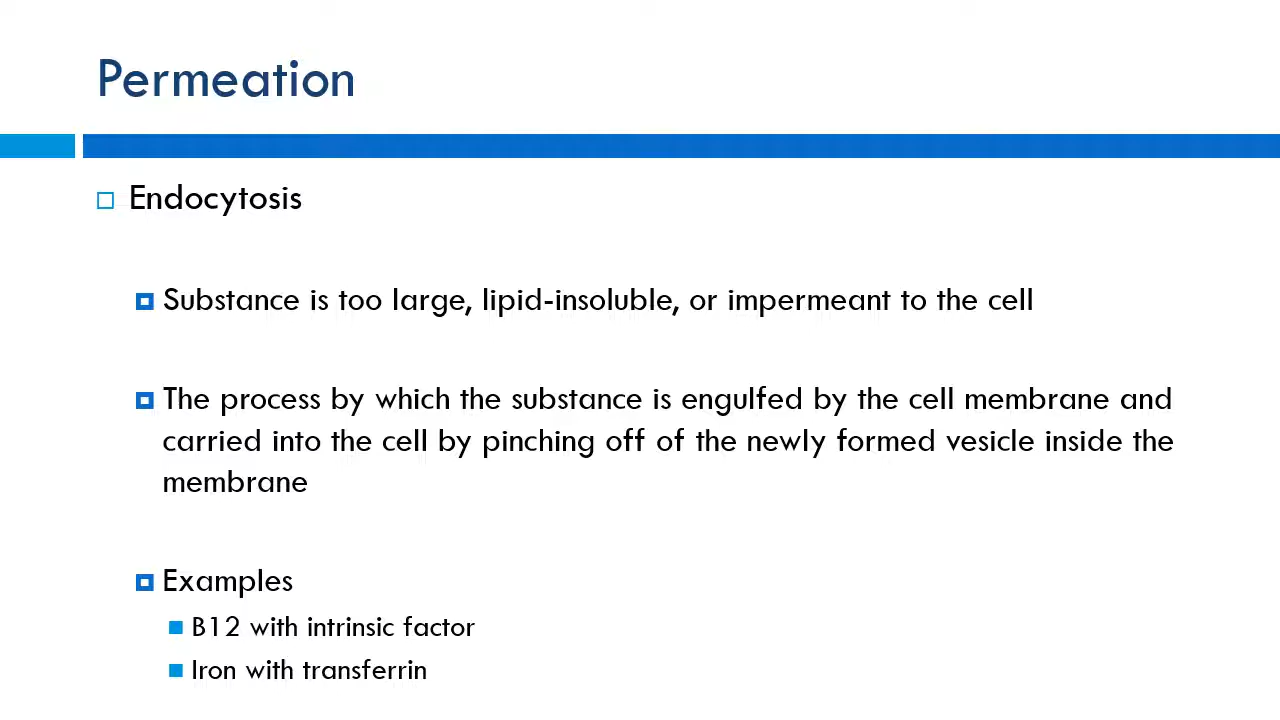 Permeation
Endocytosis
Substance is too large, lipid-insoluble, or impermeant to the cell
The process by which the substance is engulfed by the cell membrane and
carried into the cell by pinching off of the newly formed vesicle inside the
membrane
Examples
B12 with intrinsic factor
Iron with transferrin